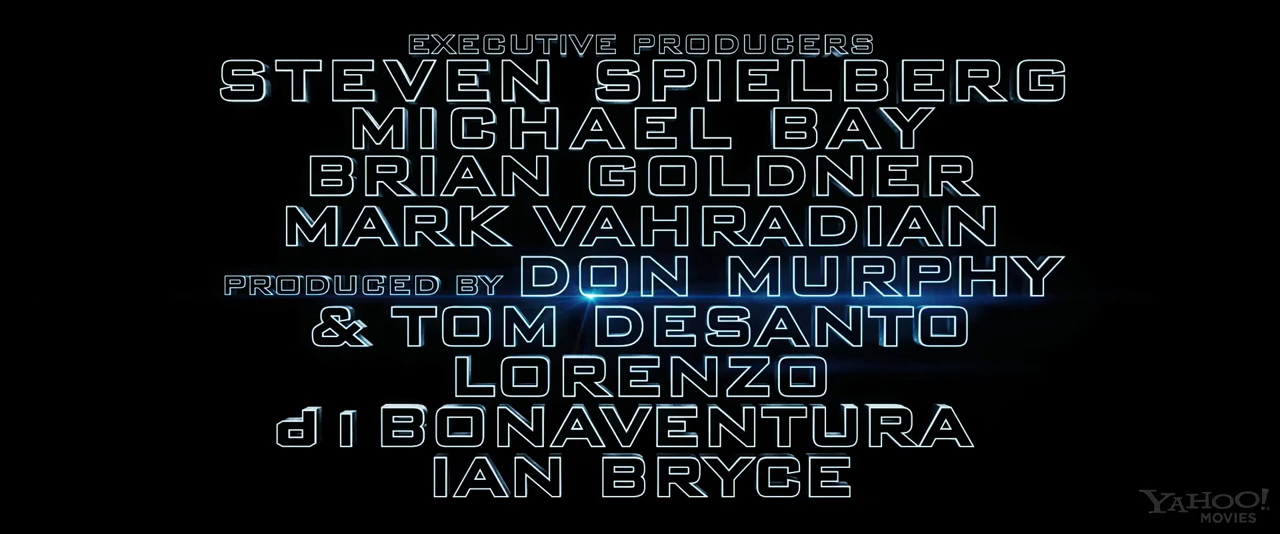 EXECUTIVE PRODUCERS
STEVEN SPIELBERG
MICHAEL BAY
BRIAN GOLDNER
MARK VAHRADIAN
PRODUCED BY DON MURPHY
& TOM DESANTO
LORENZO
di BONAVENTURA
IAN BRYCE
YAHOO!
MOVIES